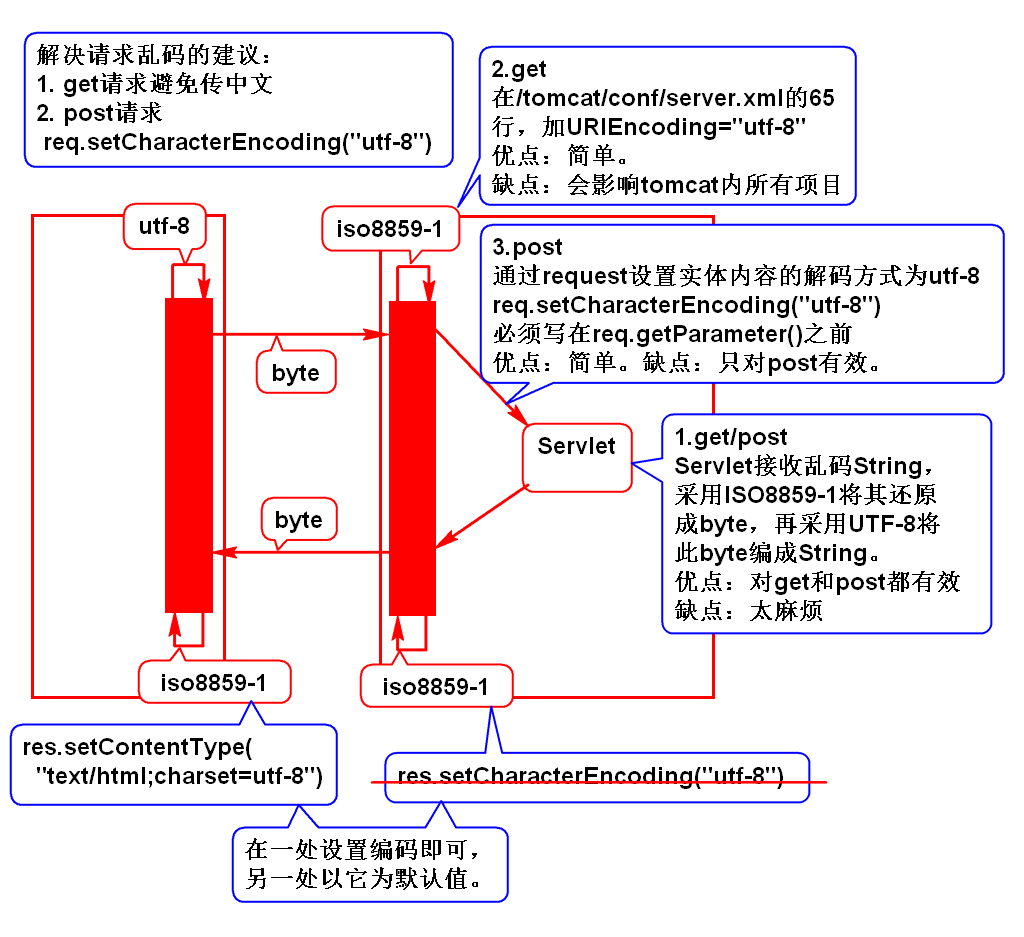 解决请求乱码的建议：
1. get请求避免传中文
2. post请求
req.setCharacterEncoding("utf-8")
2.get
在/tomcat/conf/server.xml的65
行，加URIEncoding="utf-8"
优点：简单。
缺点：会影响tomcat内所有项目
utf-8
iso8859-1
3.post
通过request设置实体内容的解码方式为utf-8
req.setCharacterEncoding("utf-8")
必须写在req.getParameter()之前
优点：简单。缺点：只对post有效。
byte
Servlet
1.get/post
Servlet接收乱码String，
采用ISO8859-1将其还原
成byte，再采用UTF-8将
此byte编成String。
优点：对get和post都有效
缺点：太麻烦
byte
iso8859-1
iso8859-1
res.setContentType(
"text/html;charset=utf-8")
res.setCharacterEncoding("utf-8")
在一处设置编码即可，
另一处以它为默认值。